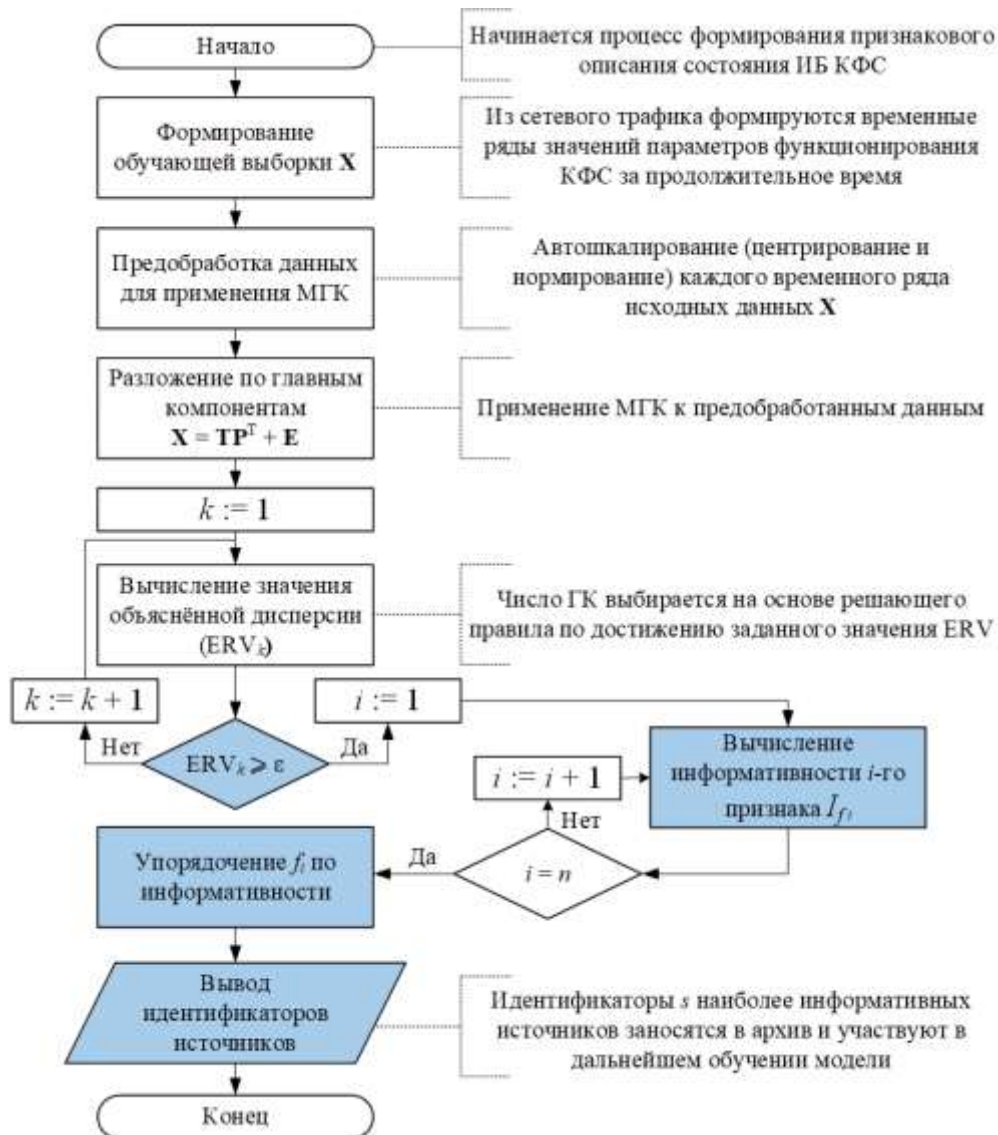 Начало
Начинается процесс формирования признакового
описания состояния ИБ КФС
Формирование
обучающей выборки X
Из сетевого трафика формируются временные
ряды значений параметров функционирования
КФС за продолжительное время
Предобработка данных
для применения МГК
Автошкалирование (центрирование и
нормирование) каждого временного ряда
исходных данных X
Разложение по главным
компонентам
X = TPᵀ + E
Применение МГК к предобработанным данным
k := 1
Вычисление значения
объяснённой дисперсии
(ERVₖ)
Число ГК выбирается на основе решающего
правила по достижению заданного значения ERV
k := k + 1
i := 1
Нет
ERVₖ ⩾ ε
Да
Вычисление
информативности i-го
признака I_fᵢ
i := i + 1
Нет
Да
i = n
Упорядочение fᵢ по
информативности
Вывод
идентификаторов
источников
Идентификаторы s наиболее информативных
источников заносятся в архив и участвуют в
дальнейшем обучении модели
Конец